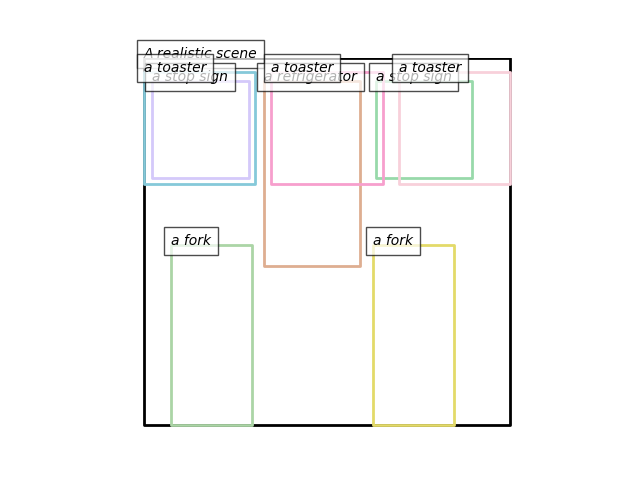 A realistic scene
a toaster
a toaster
a toaster
a stop sign
a refrigerator
a stop sign
a fork
a fork